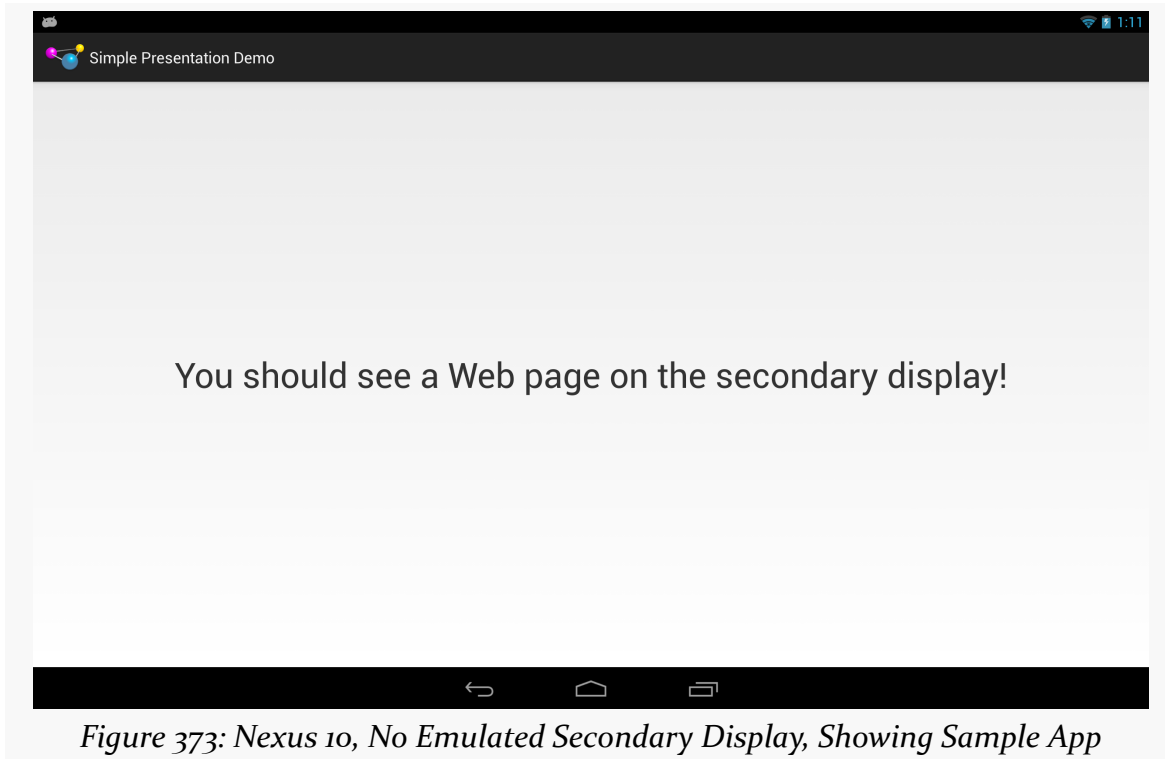 1:11
Simple Presentation Demo
You should see a Web page on the secondary display!
Figure 373: Nexus 10, No Emulated Secondary Display, Showing Sample App